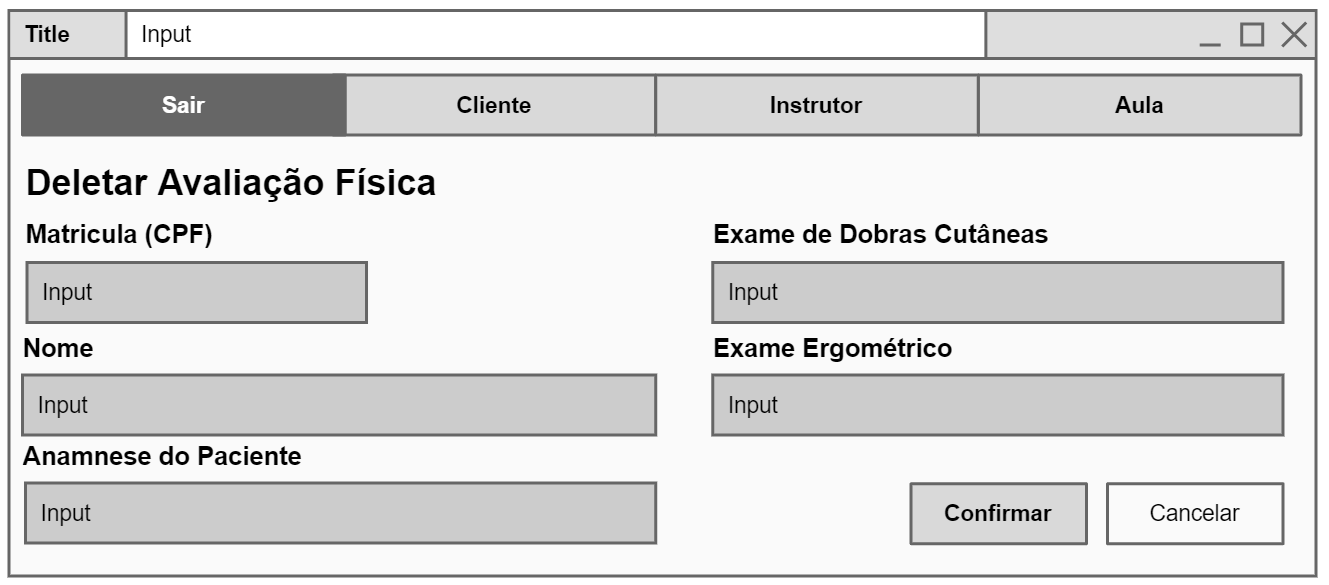 Title Input
Sair Cliente Instrutor Aula
Deletar Avaliação Física
Matricula (CPF) Exame de Dobras Cutâneas
Input Input
Nome Exame Ergométrico
Input Input
Anamnese do Paciente
Input Confirmar Cancelar